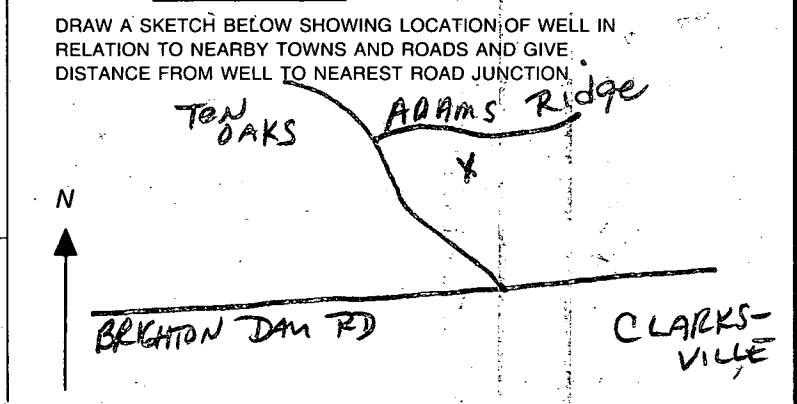 DRAW A SKETCH BELOW SHOWING LOCATION OF WELL IN
RELATION TO NEARBY TOWNS AND ROADS AND GIVE
DISTANCE FROM WELL TO NEAREST ROAD JUNCTION
TEN
OAKS
ADAMS Ridge
X
N
BRIGHTON DAM RD
CLARKS-
VILLE